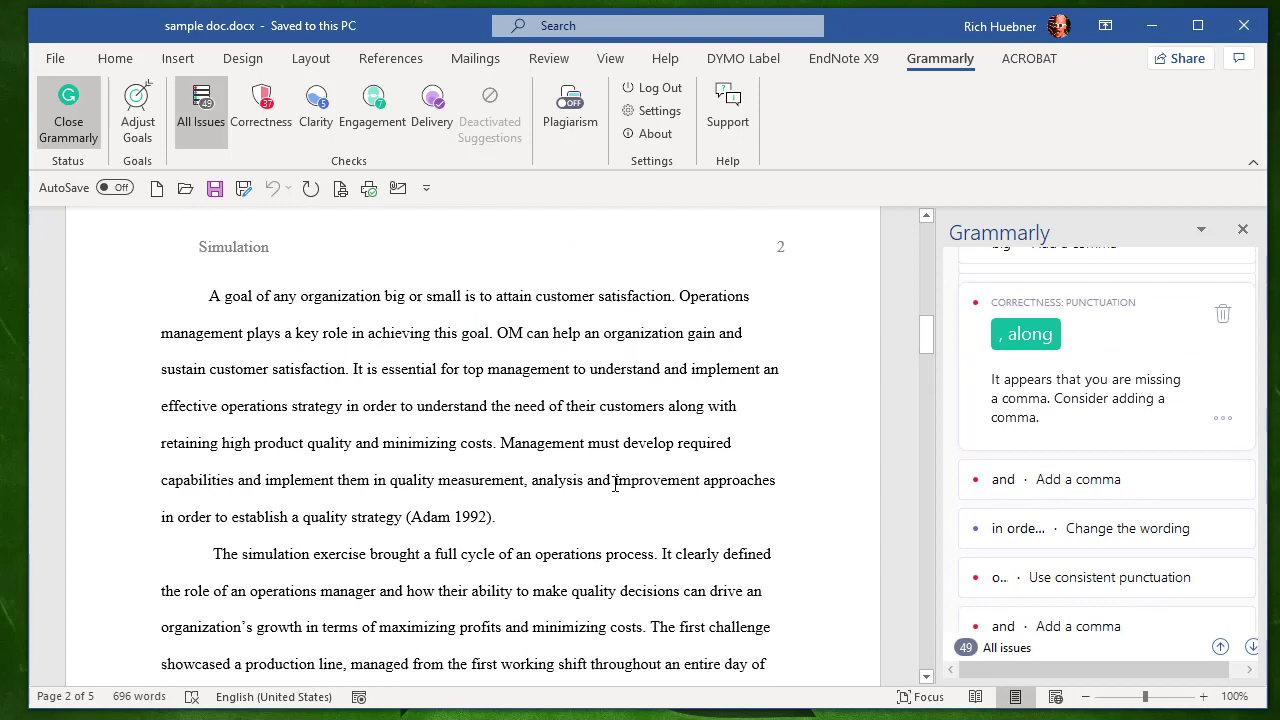 sample doc.docx - Saved to this PC
Search
Rich Huebner
File Home Insert Design Layout References Mailings Review View Help DYMO Label EndNote X9 Grammarly ACROBAT Share
49 37 5 7 OFF Log Out
Close Grammarly Adjust Goals All Issues Correctness Clarity Engagement Delivery Deactivated Suggestions Plagiarism Settings Support
About
Status Goals Checks Settings Help
AutoSave Off
Simulation 2
A goal of any organization big or small is to attain customer satisfaction. Operations
management plays a key role in achieving this goal. OM can help an organization gain and
sustain customer satisfaction. It is essential for top management to understand and implement an
effective operations strategy in order to understand the need of their customers along with
retaining high product quality and minimizing costs. Management must develop required
capabilities and implement them in quality measurement, analysis and improvement approaches
in order to establish a quality strategy (Adam 1992).
The simulation exercise brought a full cycle of an operations process. It clearly defined
the role of an operations manager and how their ability to make quality decisions can drive an
organization’s growth in terms of maximizing profits and minimizing costs. The first challenge
showcased a production line, managed from the first working shift throughout an entire day of
Grammarly
big · Add a comma
CORRECTNESS: PUNCTUATION
, along
It appears that you are missing
a comma. Consider adding a
comma.
and · Add a comma
in orde... · Change the wording
o... · Use consistent punctuation
and · Add a comma
49 All issues
Page 2 of 5 696 words English (United States) Focus 100%